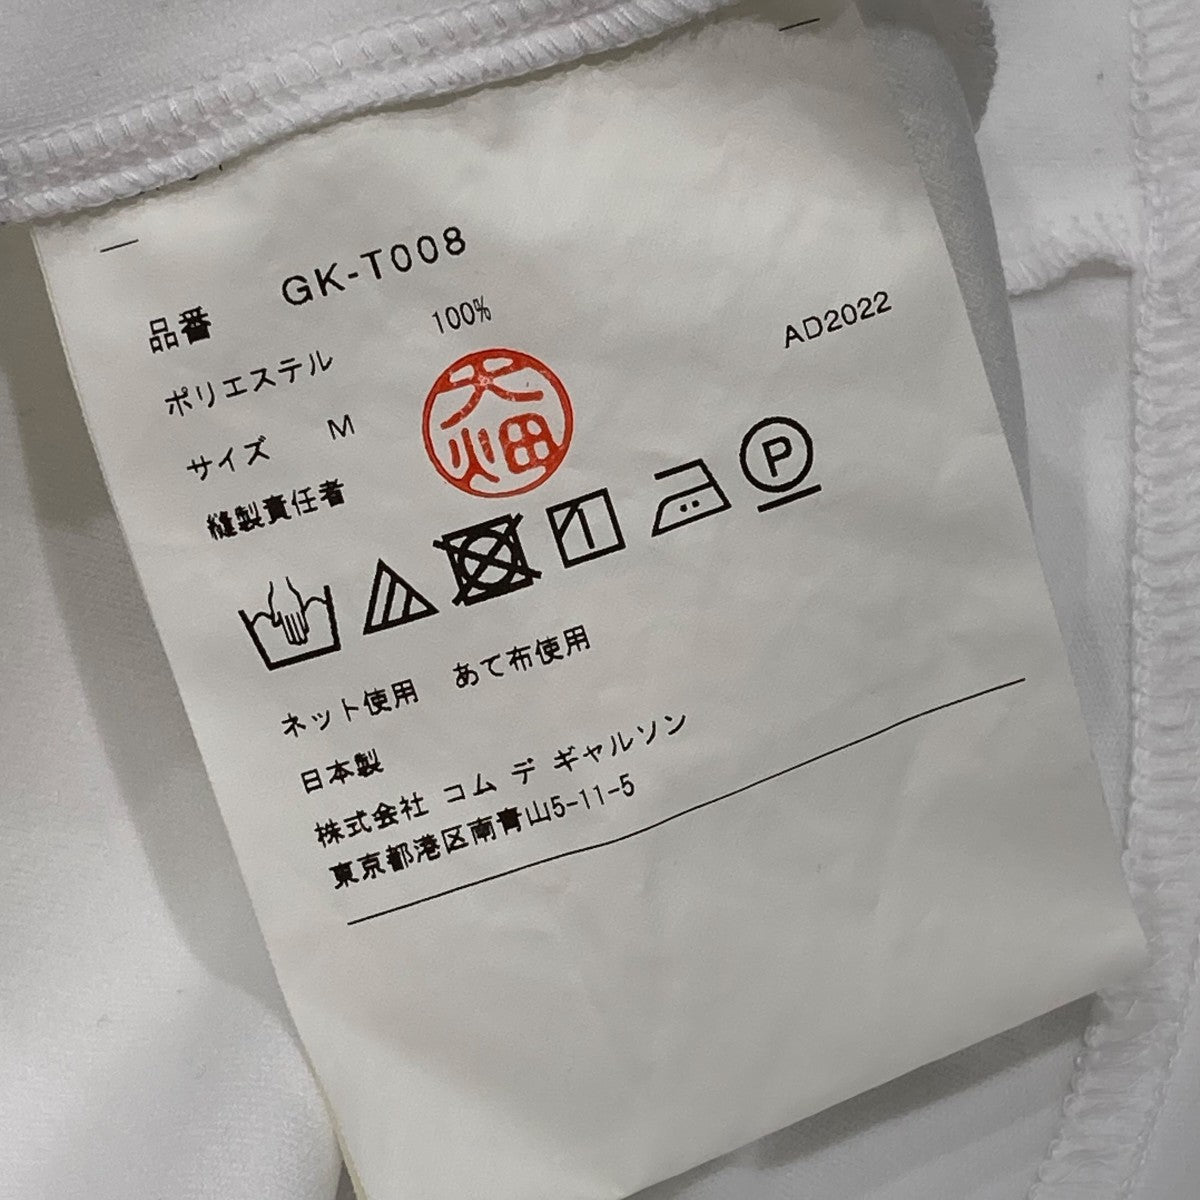 品番 GK-T008
ポリエステル 100%
AD2022
サイズ M
縫製責任者 大畑
P
ネット使用 あて布使用
日本製
株式会社 コム デ ギャルソン
東京都港区南青山5-11-5